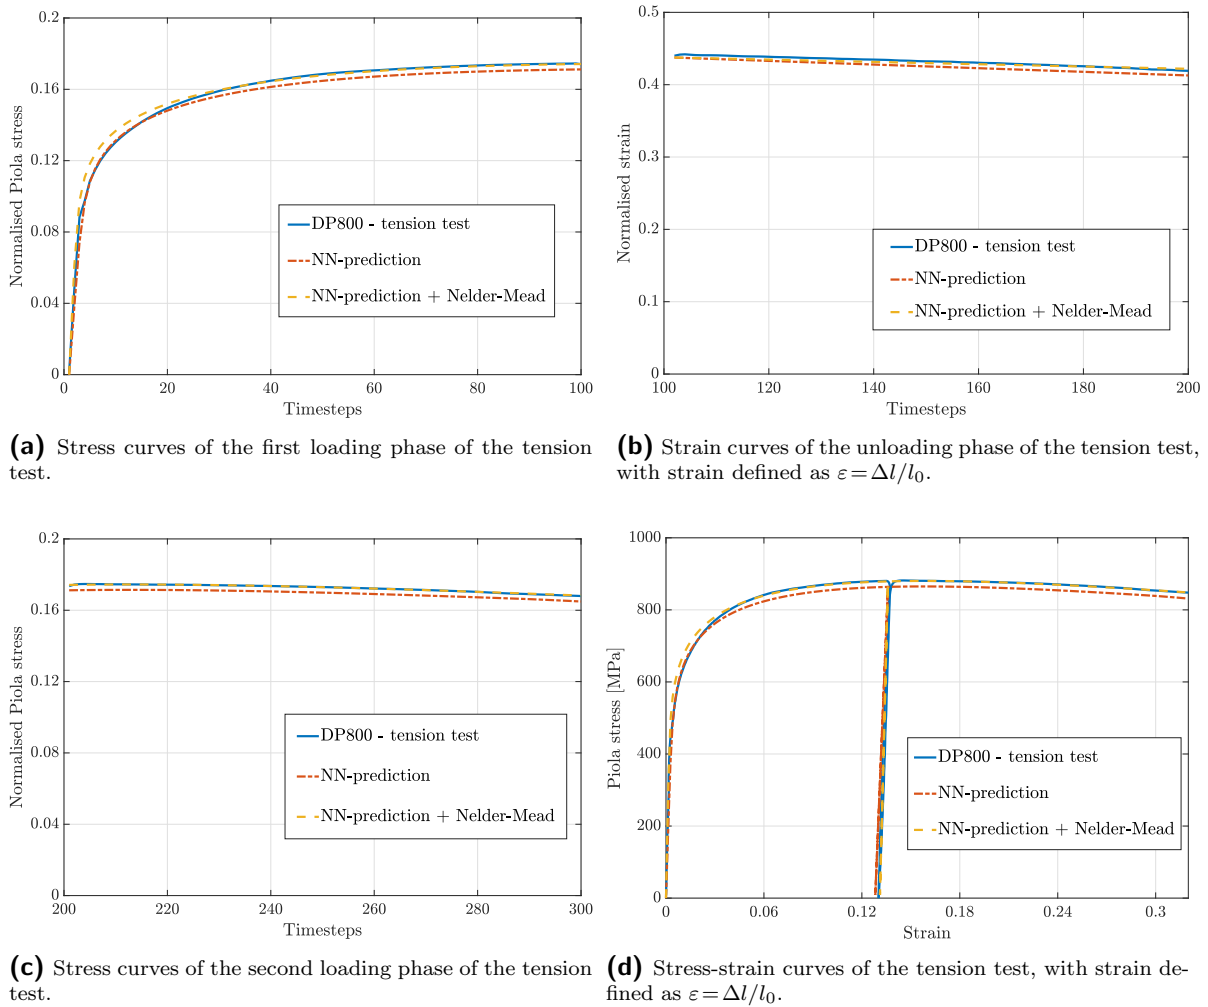 0.2
0.16
0.12
0.08
0.04
0
Normalised Piola stress
DP800 - tension test
NN-prediction
NN-prediction + Nelder-Mead
0 20 40 60 80 100
Timesteps
(a) Stress curves of the first loading phase of the tension
test.
0.5
0.4
0.3
0.2
0.1
0
Normalised strain
DP800 - tension test
NN-prediction
NN-prediction + Nelder-Mead
100 120 140 160 180 200
Timesteps
(b) Strain curves of the unloading phase of the tension test,
with strain defined as ε=Δl/l₀.
0.2
0.16
0.12
0.08
0.04
0
Normalised Piola stress
DP800 - tension test
NN-prediction
NN-prediction + Nelder-Mead
200 220 240 260 280 300
Timesteps
(c) Stress curves of the second loading phase of the tension
test.
1000
800
600
400
200
0
Piola stress [MPa]
DP800 - tension test
NN-prediction
NN-prediction + Nelder-Mead
0 0.06 0.12 0.18 0.24 0.3
Strain
(d) Stress-strain curves of the tension test, with strain de-
fined as ε=Δl/l₀.